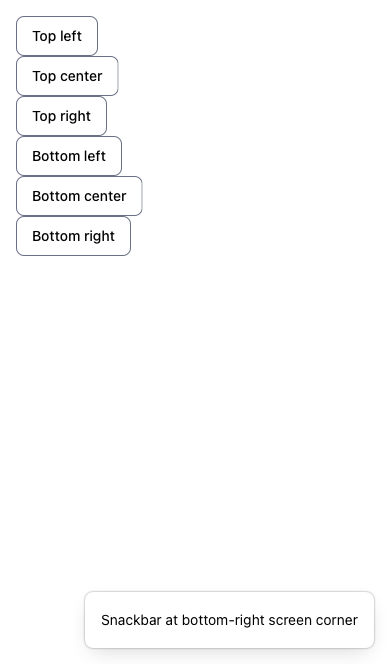 Top left
Top center
Top right
Bottom left
Bottom center
Bottom right
Snackbar at bottom-right screen corner